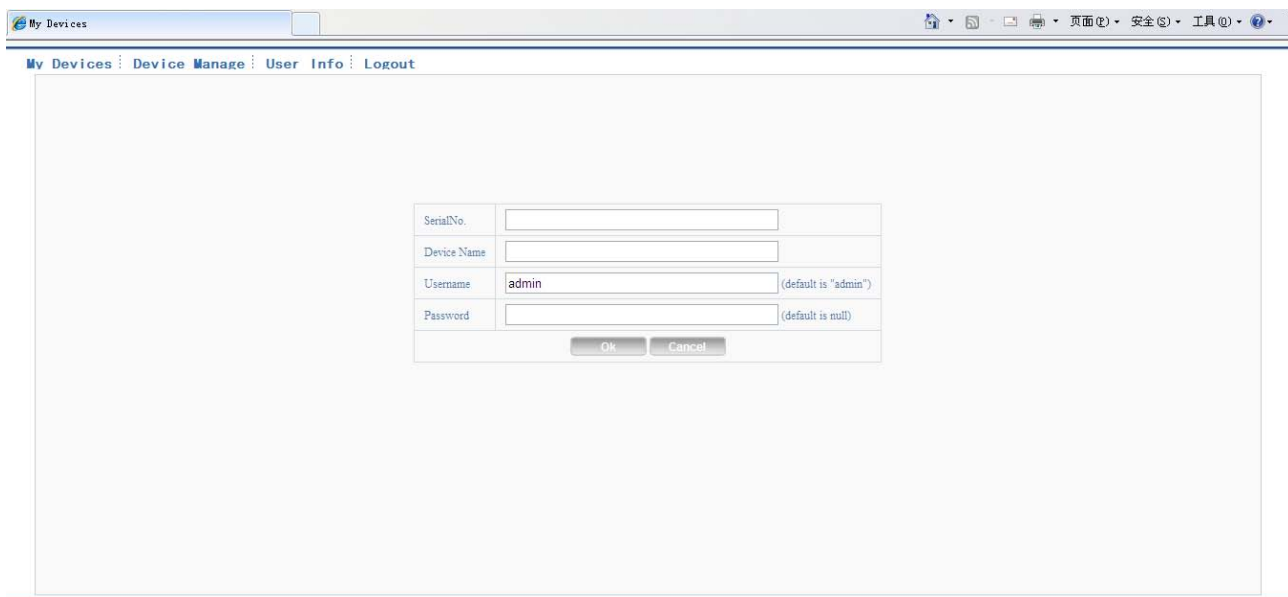 My Devices
页面(P) 安全(S) 工具(O)
My Devices Device Manage User Info Logout
SerialNo.
Device Name
Username admin (default is "admin")
Password (default is null)
Ok Cancel